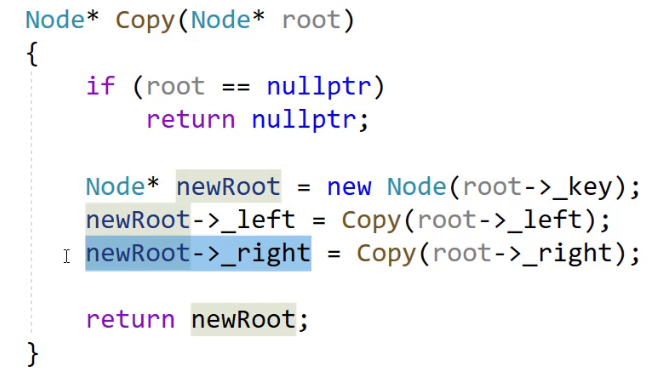 Node* Copy(Node* root)
{
    if (root == nullptr)
        return nullptr;

    Node* newRoot = new Node(root->_key);
    newRoot->_left = Copy(root->_left);
    newRoot->_right = Copy(root->_right);

    return newRoot;
}